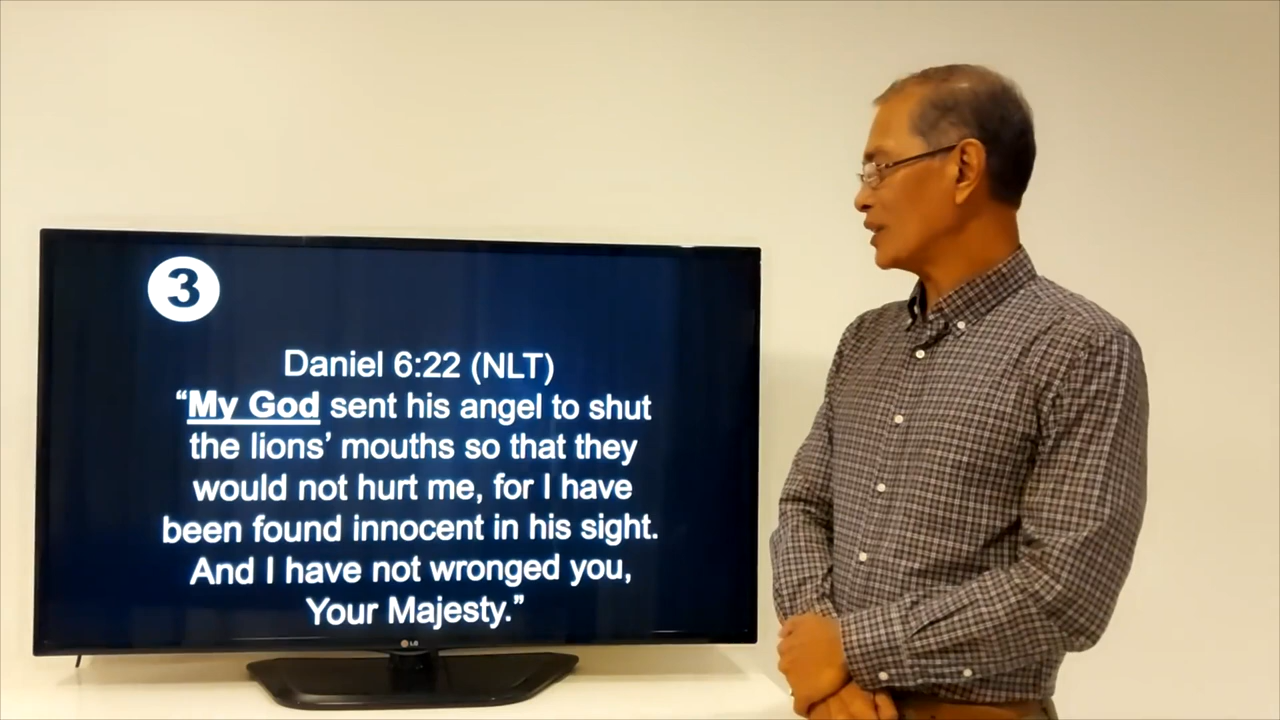 3
Daniel 6:22 (NLT)
“My God sent his angel to shut
the lions’ mouths so that they
would not hurt me, for I have
been found innocent in his sight.
And I have not wronged you,
Your Majesty.”
LG